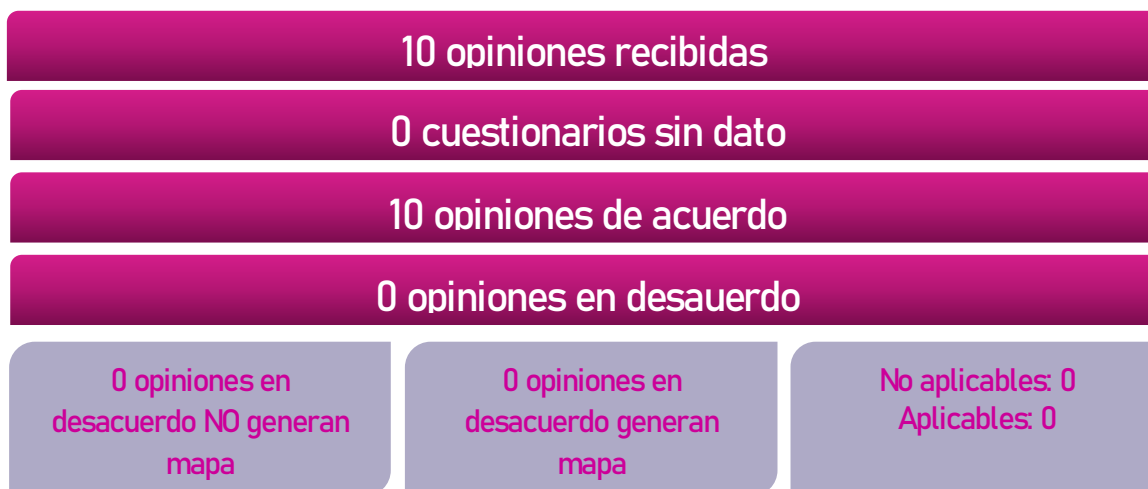 10 opiniones recibidas
0 cuestionarios sin dato
10 opiniones de acuerdo
0 opiniones en desauerdo
0 opiniones en
desacuerdo NO generan
mapa
0 opiniones en
desacuerdo generan
mapa
No aplicables: 0
Aplicables: 0